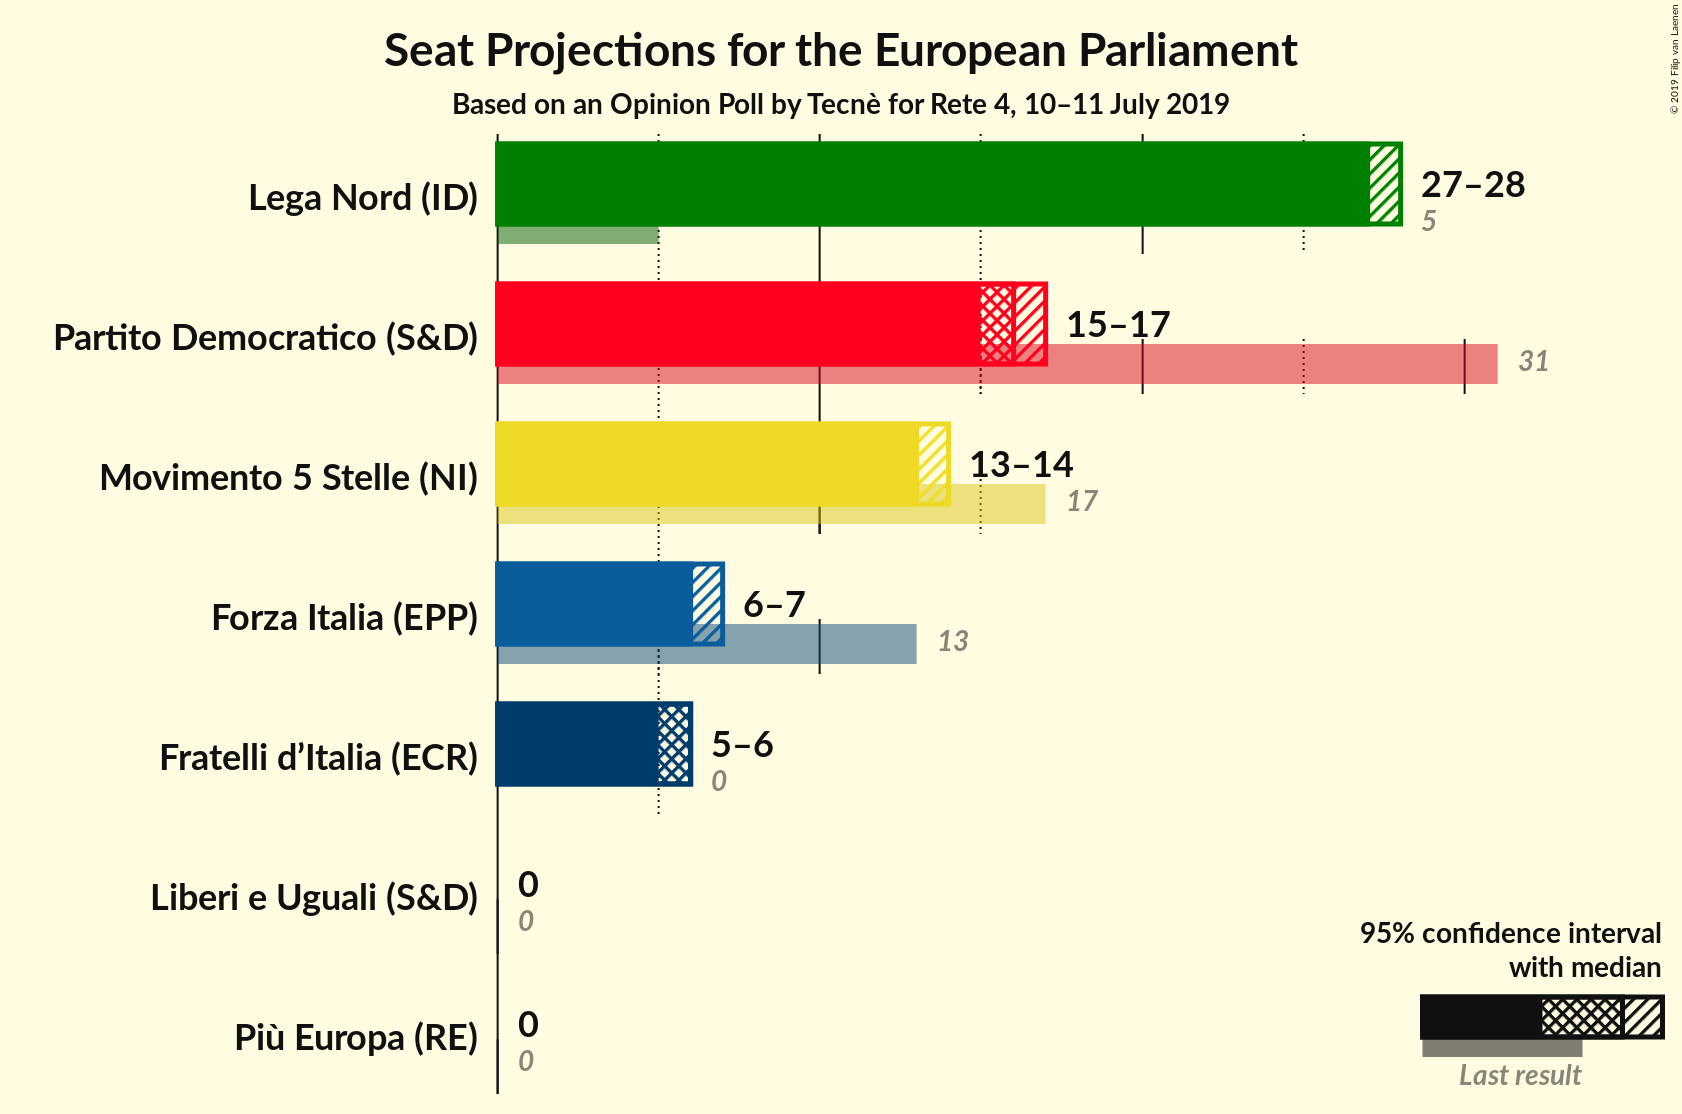 Seat Projections for the European Parliament
Based on an Opinion Poll by Tecnè for Rete 4, 10–11 July 2019
© 2019 Filip van Laenen
Lega Nord (ID)
27–28
5
Partito Democratico (S&D)
15–17
31
Movimento 5 Stelle (NI)
13–14
17
Forza Italia (EPP)
6–7
13
Fratelli d’Italia (ECR)
5–6
0
Liberi e Uguali (S&D)
0
0
Più Europa (RE)
0
0
95% confidence interval
with median
Last result